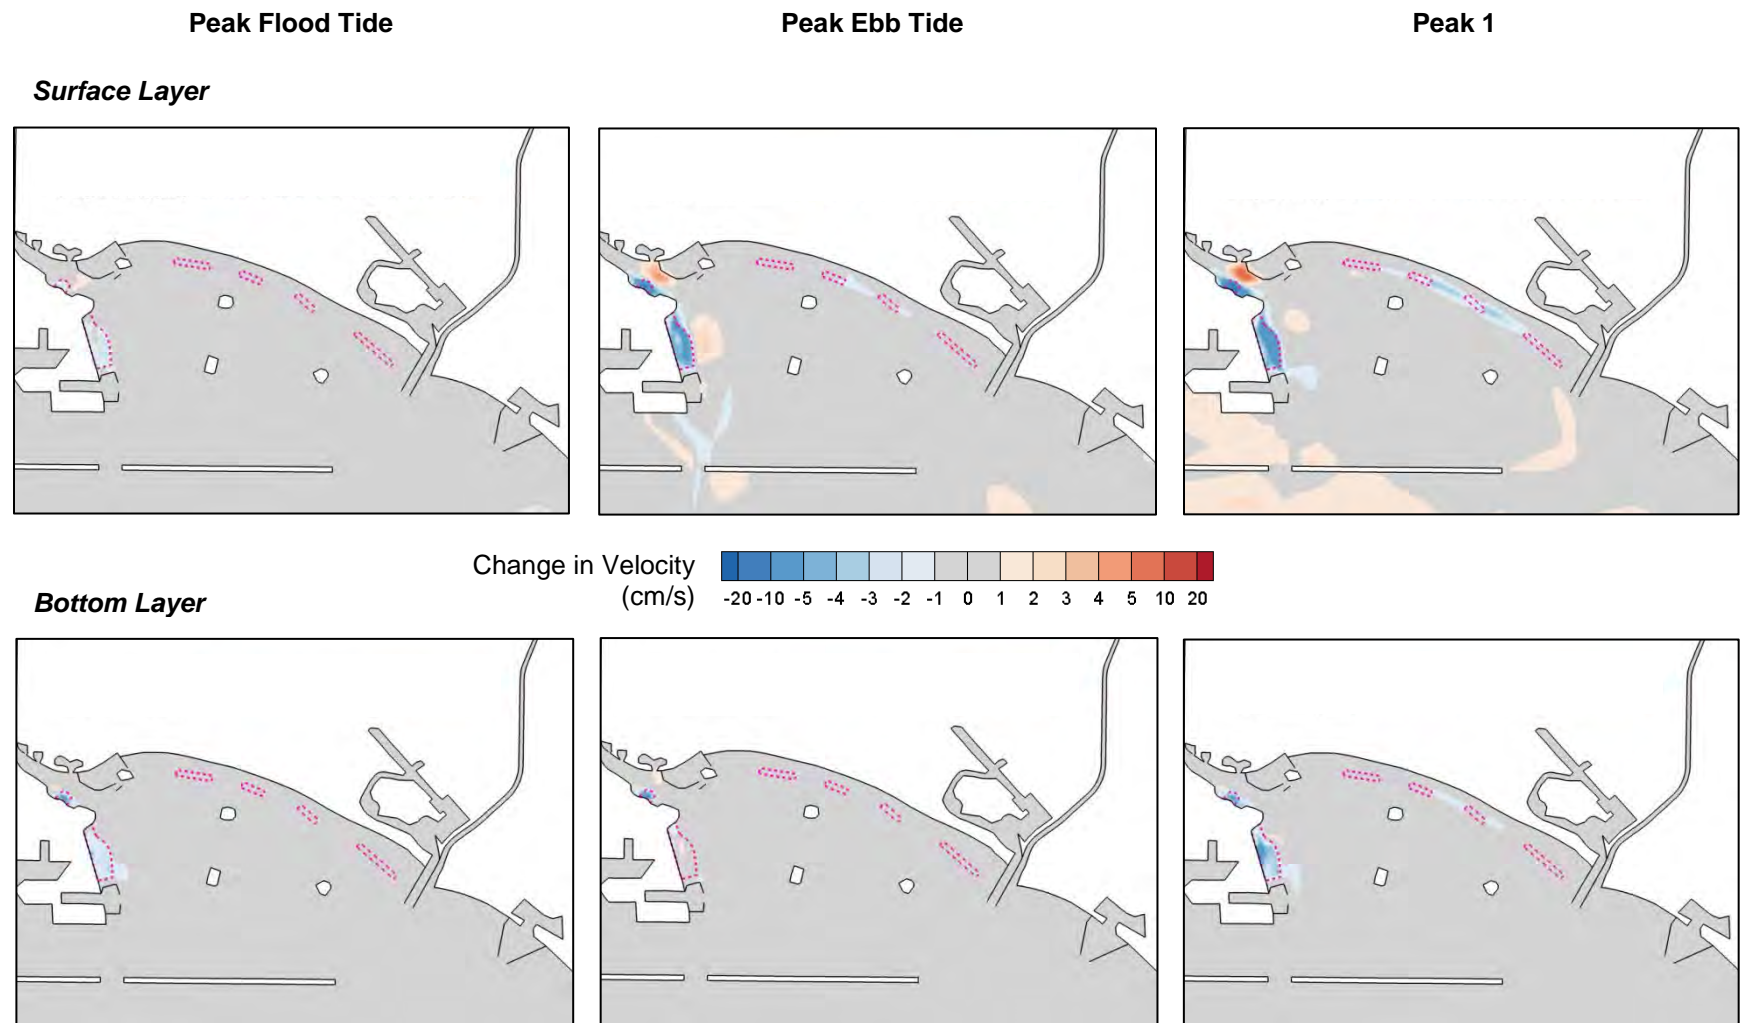 Peak Flood Tide Peak Ebb Tide Peak 1
Surface Layer
Change in Velocity
(cm/s)
-20 -10 -5 -4 -3 -2 -1 0 1 2 3 4 5 10 20
Bottom Layer